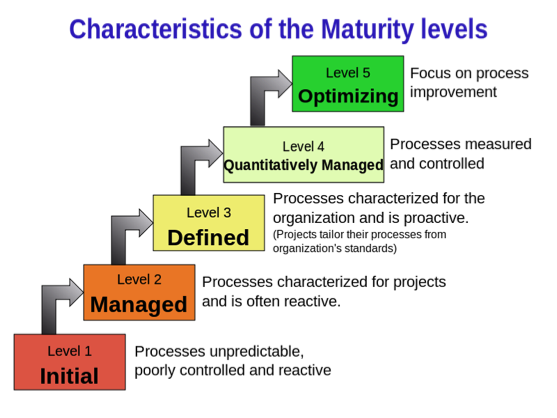 Characteristics of the Maturity levels
Level 5
Optimizing
Focus on process
improvement
Level 4
Quantitatively Managed
Processes measured
and controlled
Level 3
Defined
Processes characterized for the
organization and is proactive.
(Projects tailor their processes from
organization's standards)
Level 2
Managed
Processes characterized for projects
and is often reactive.
Level 1
Initial
Processes unpredictable,
poorly controlled and reactive